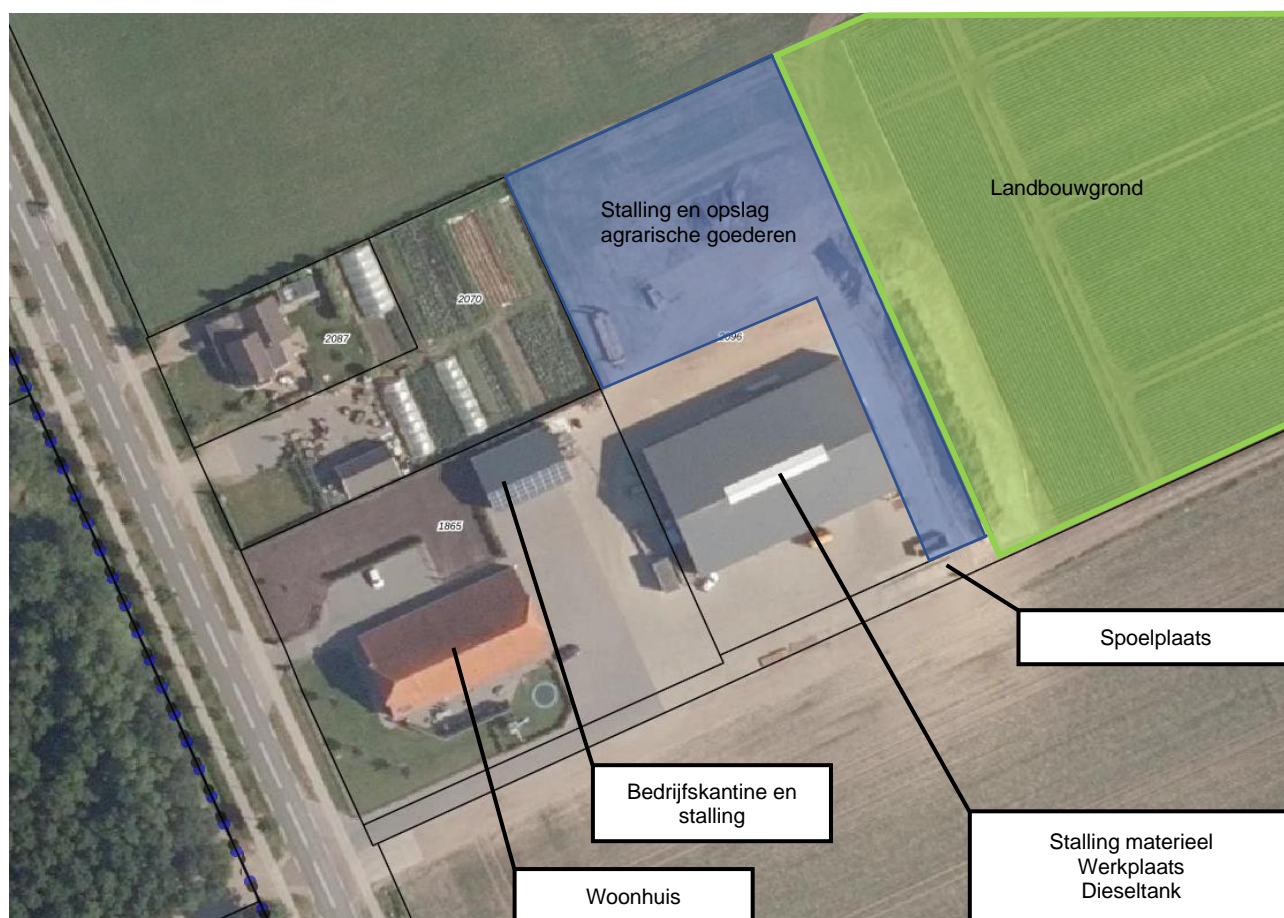 Landbouwgrond
Stalling en opslag
agrarische goederen
2070
2087
2096
1865
Spoelplaats
Bedrijfskantine en
stalling
Stalling materieel
Werkplaats
Dieseltank
Woonhuis